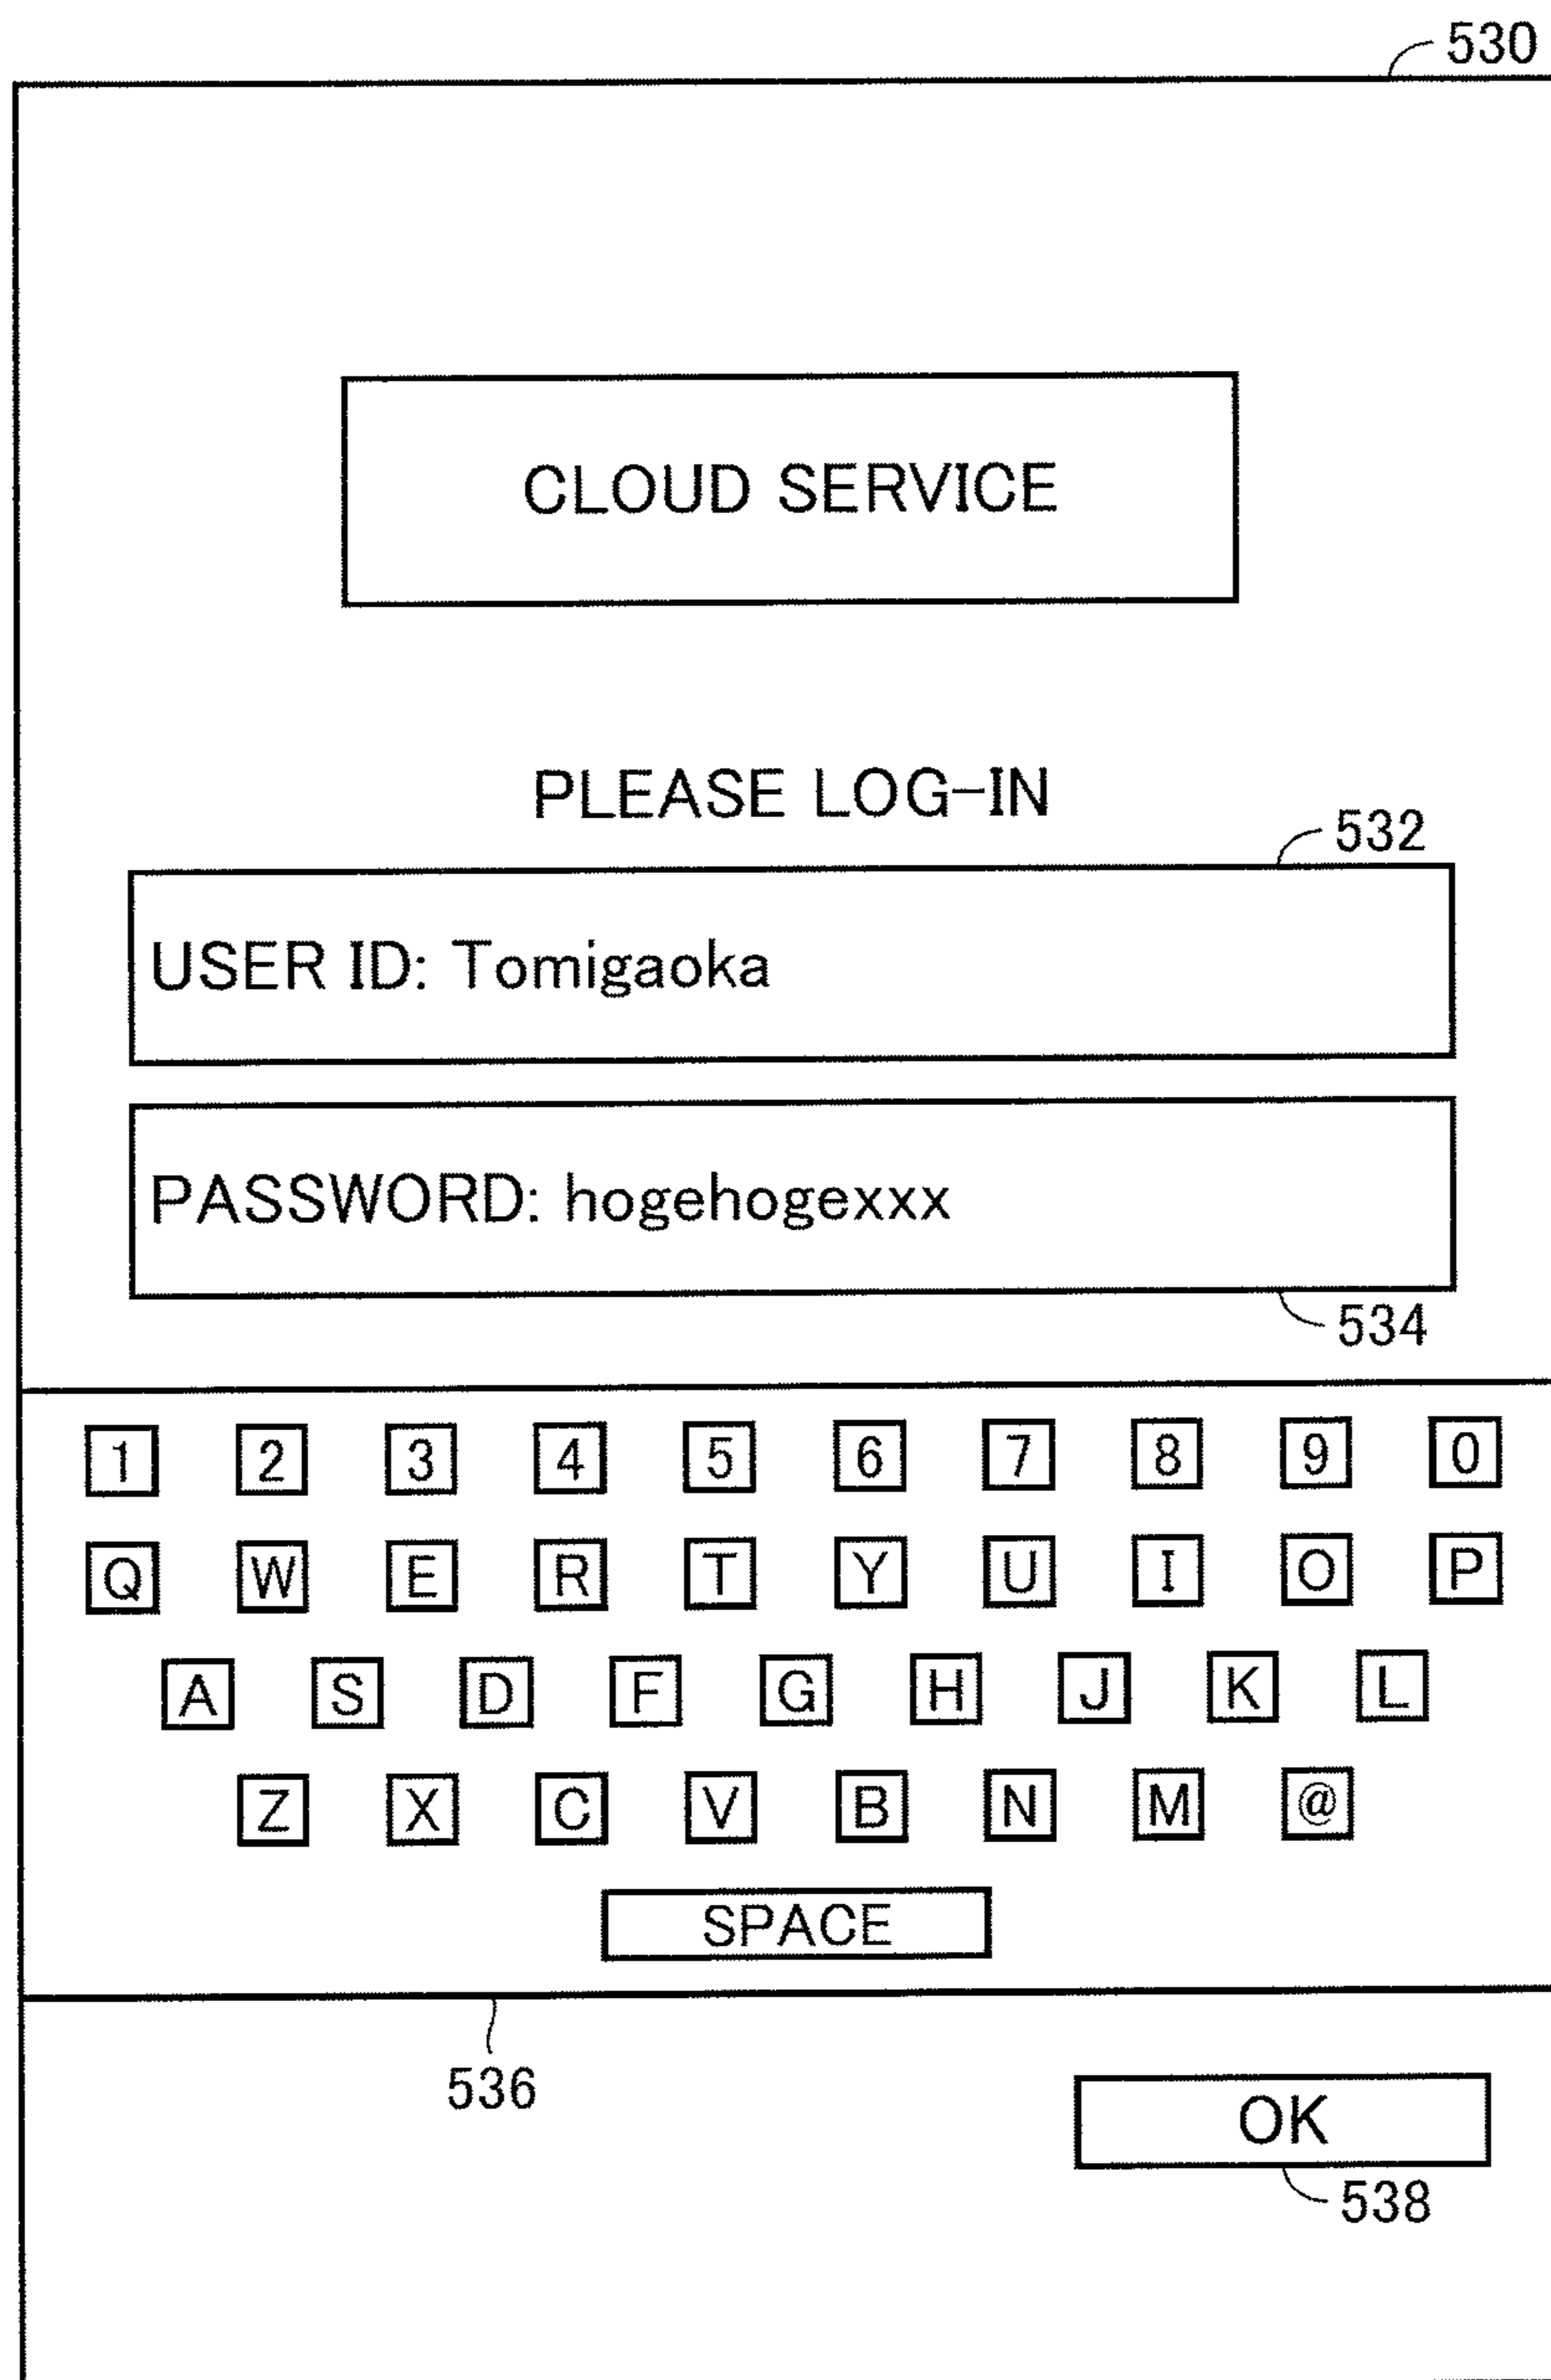 530
CLOUD SERVICE
PLEASE LOG-IN
532
USER ID: Tomigaoka
PASSWORD: hogehogexxx
534
1 2 3 4 5 6 7 8 9 0
Q W E R T Y U I O P
A S D F G H J K L
Z X C V B N M @
SPACE
536
OK
538